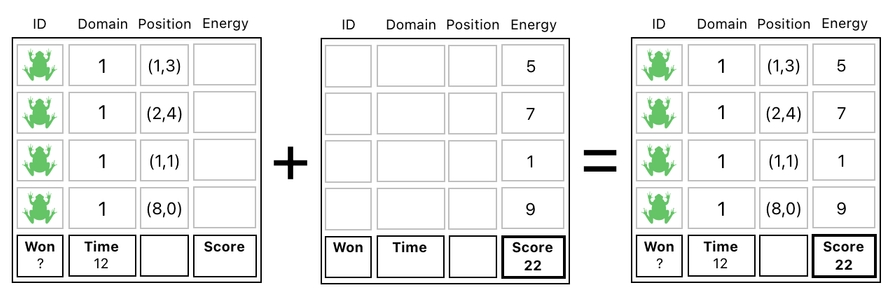 ID Domain Position Energy
1 (1,3)
1 (2,4)
1 (1,1)
1 (8,0)
Won Time Score
? 12
+
ID Domain Position Energy
5
7
1
9
Won Time Score
22
=
ID Domain Position Energy
1 (1,3) 5
1 (2,4) 7
1 (1,1) 1
1 (8,0) 9
Won Time Score
? 12 22